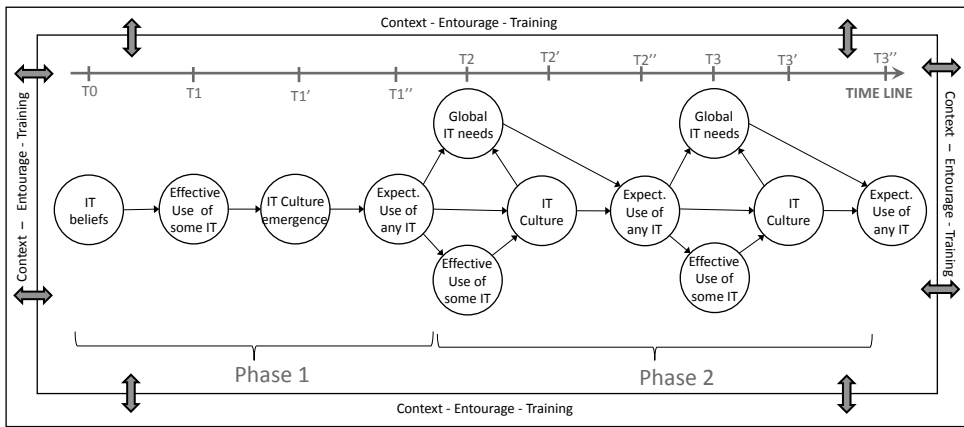 Context - Entourage - Training
T2 T2' T2'' T3 T3' T3''
T0 T1 T1' T1'' TIME LINE
Context – Entourage - Training
Context – Entourage - Training
Global
IT needs
Global
IT needs
IT
beliefs
Effective
Use of
some IT
IT Culture
emergence
Expect.
Use of
any IT
IT
Culture
Expect.
Use of
any IT
IT
Culture
Expect.
Use of
any IT
Effective
Use of
some IT
Effective
Use of
some IT
Phase 1
Phase 2
Context - Entourage - Training